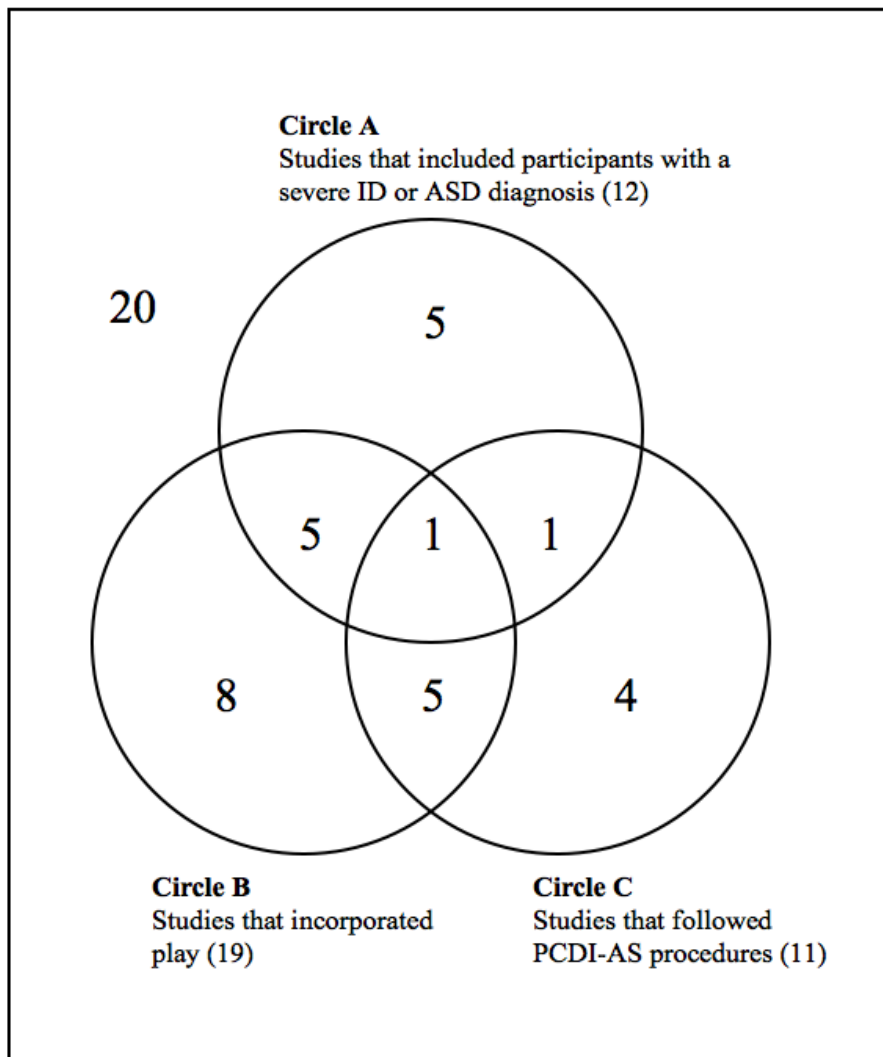 Circle A
Studies that included participants with a
severe ID or ASD diagnosis (12)
20
5
5
1
1
8
5
4
Circle B
Studies that incorporated
play (19)
Circle C
Studies that followed
PCDI-AS procedures (11)